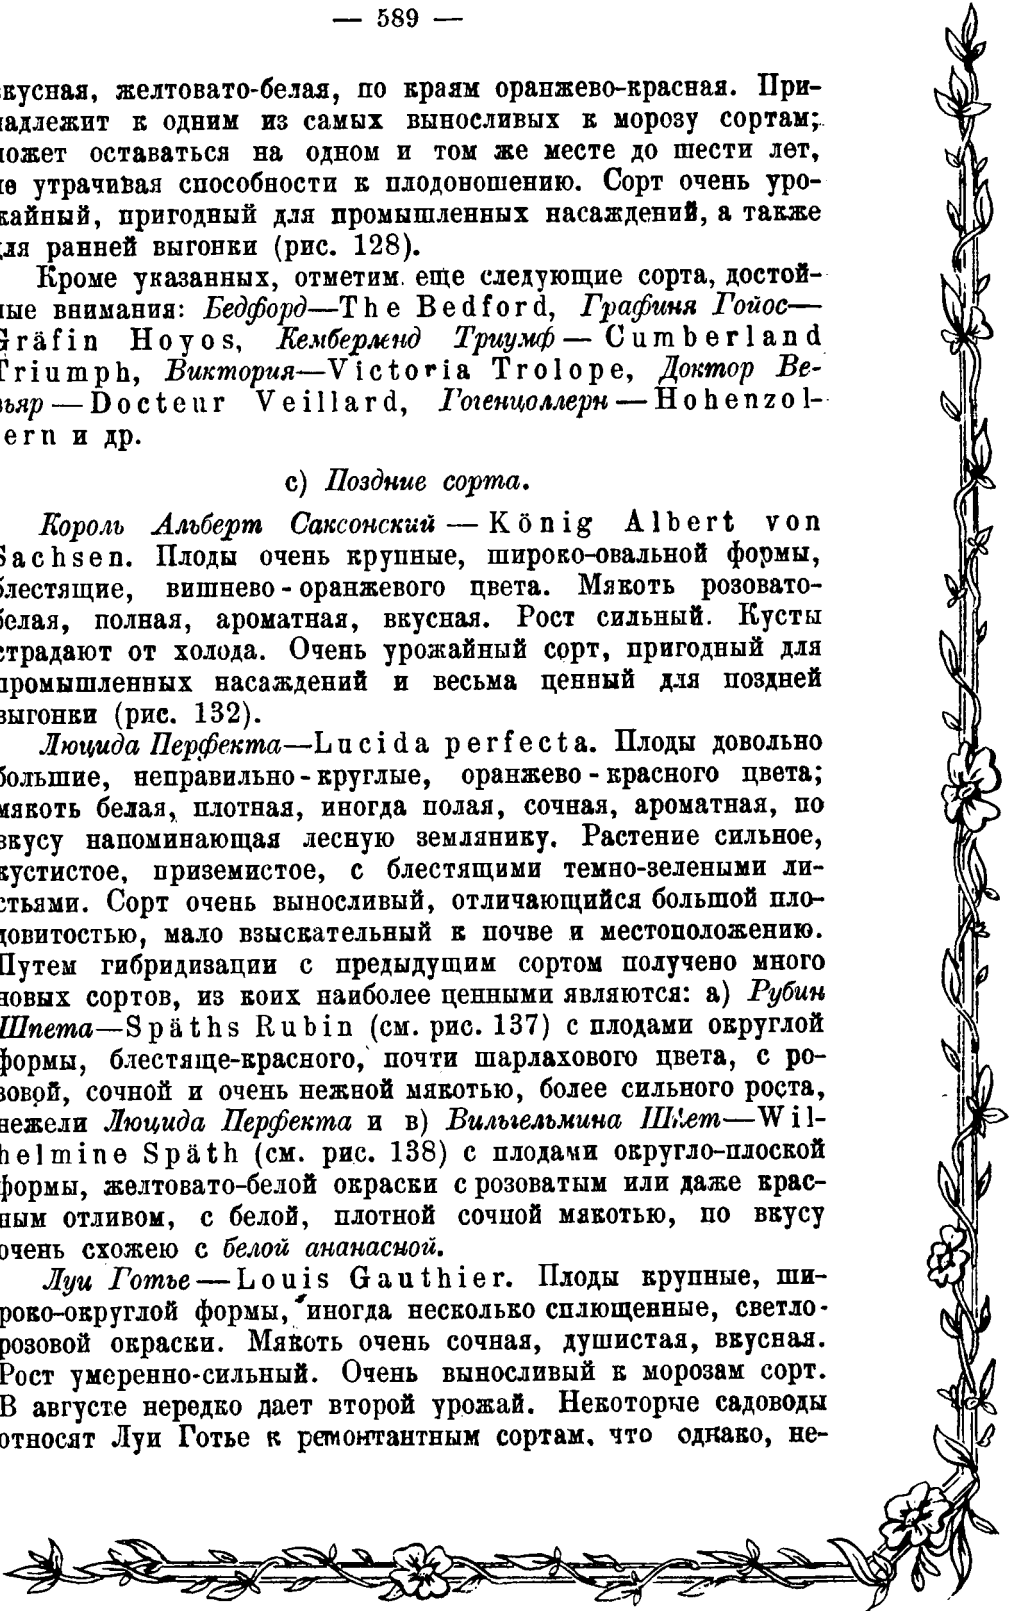 — 589 —
вкусная, желтовато-белая, по краям оранжево-красная. При-
надлежит к одним из самых выносливых к морозу сортам;
может оставаться на одном и том же месте до шести лет,
не утрачивая способности к плодоношению. Сорт очень уро-
жайный, пригодный для промышленных насаждений, а также
для ранней выгонки (рис. 128).
Кроме указанных, отметим. еще следующие сорта, достой-
ные внимания: Бедфорд—The Bedford, Графиня Гойос—
Gräfin Hoyos, Кемберленд Триумф — Cumberland
Triumph, Виктория—Victoria Trolope, Доктор Ве-
ьяр — Docteur Veillard, Гогенцоллерн — Hohenzol-
lern и др.
с) Поздние сорта.
Король Альберт Саксонский — König Albert von
Sachsen. Плоды очень крупные, широко-овальной формы,
блестящие, вишнево-оранжевого цвета. Мякоть розовато-
белая, полная, ароматная, вкусная. Рост сильный. Кусты
страдают от холода. Очень урожайный сорт, пригодный для
промышленных насаждений и весьма ценный для поздней
выгонки (рис. 132).
Люцида Перфекта—Lucida perfecta. Плоды довольно
большие, неправильно-круглые, оранжево-красного цвета;
мякоть белая, плотная, иногда полая, сочная, ароматная, по
вкусу напоминающая лесную землянику. Растение сильное,
кустистое, приземистое, с блестящими темно-зелеными ли-
стьями. Сорт очень выносливый, отличающийся большой пло-
довитостью, мало взыскательный к почве и местоположению.
Путем гибридизации с предыдущим сортом получено много
новых сортов, из коих наиболее ценными являются: а) Рубин
Шпета—Späths Rubin (см. рис. 137) с плодами округлой
формы, блестяще-красного, почти шарлахового цвета, с ро-
зовой, сочной и очень нежной мякотью, более сильного роста,
нежели Люцида Перфекта и в) Вильгельмина Шпет—Wil-
helmine Späth (см. рис. 138) с плодами округло-плоской
формы, желтовато-белой окраски с розоватым или даже крас-
ным отливом, с белой, плотной сочной мякотью, по вкусу
очень схожею с белой ананасной.
Луи Готье — Louis Gauthier. Плоды крупные, ши-
роко-округлой формы, иногда несколько сплющенные, светло-
розовой окраски. Мякоть очень сочная, душистая, вкусная.
Рост умеренно-сильный. Очень выносливый к морозам сорт.
В августе нередко дает второй урожай. Некоторые садоводы
относят Луи Готье к ремонтантным сортам, что однако, не-